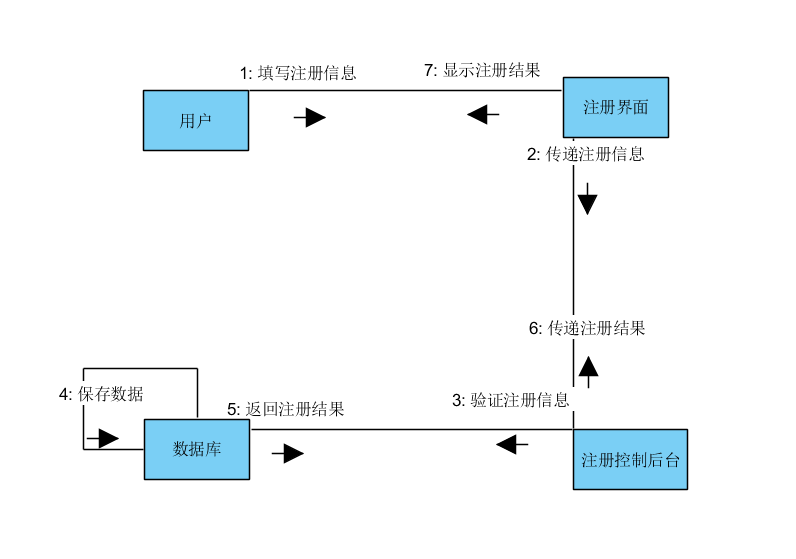 1: 填写注册信息
7: 显示注册结果
用户
注册界面
2: 传递注册信息
6: 传递注册结果
4: 保存数据
5: 返回注册结果
3: 验证注册信息
数据库
注册控制后台